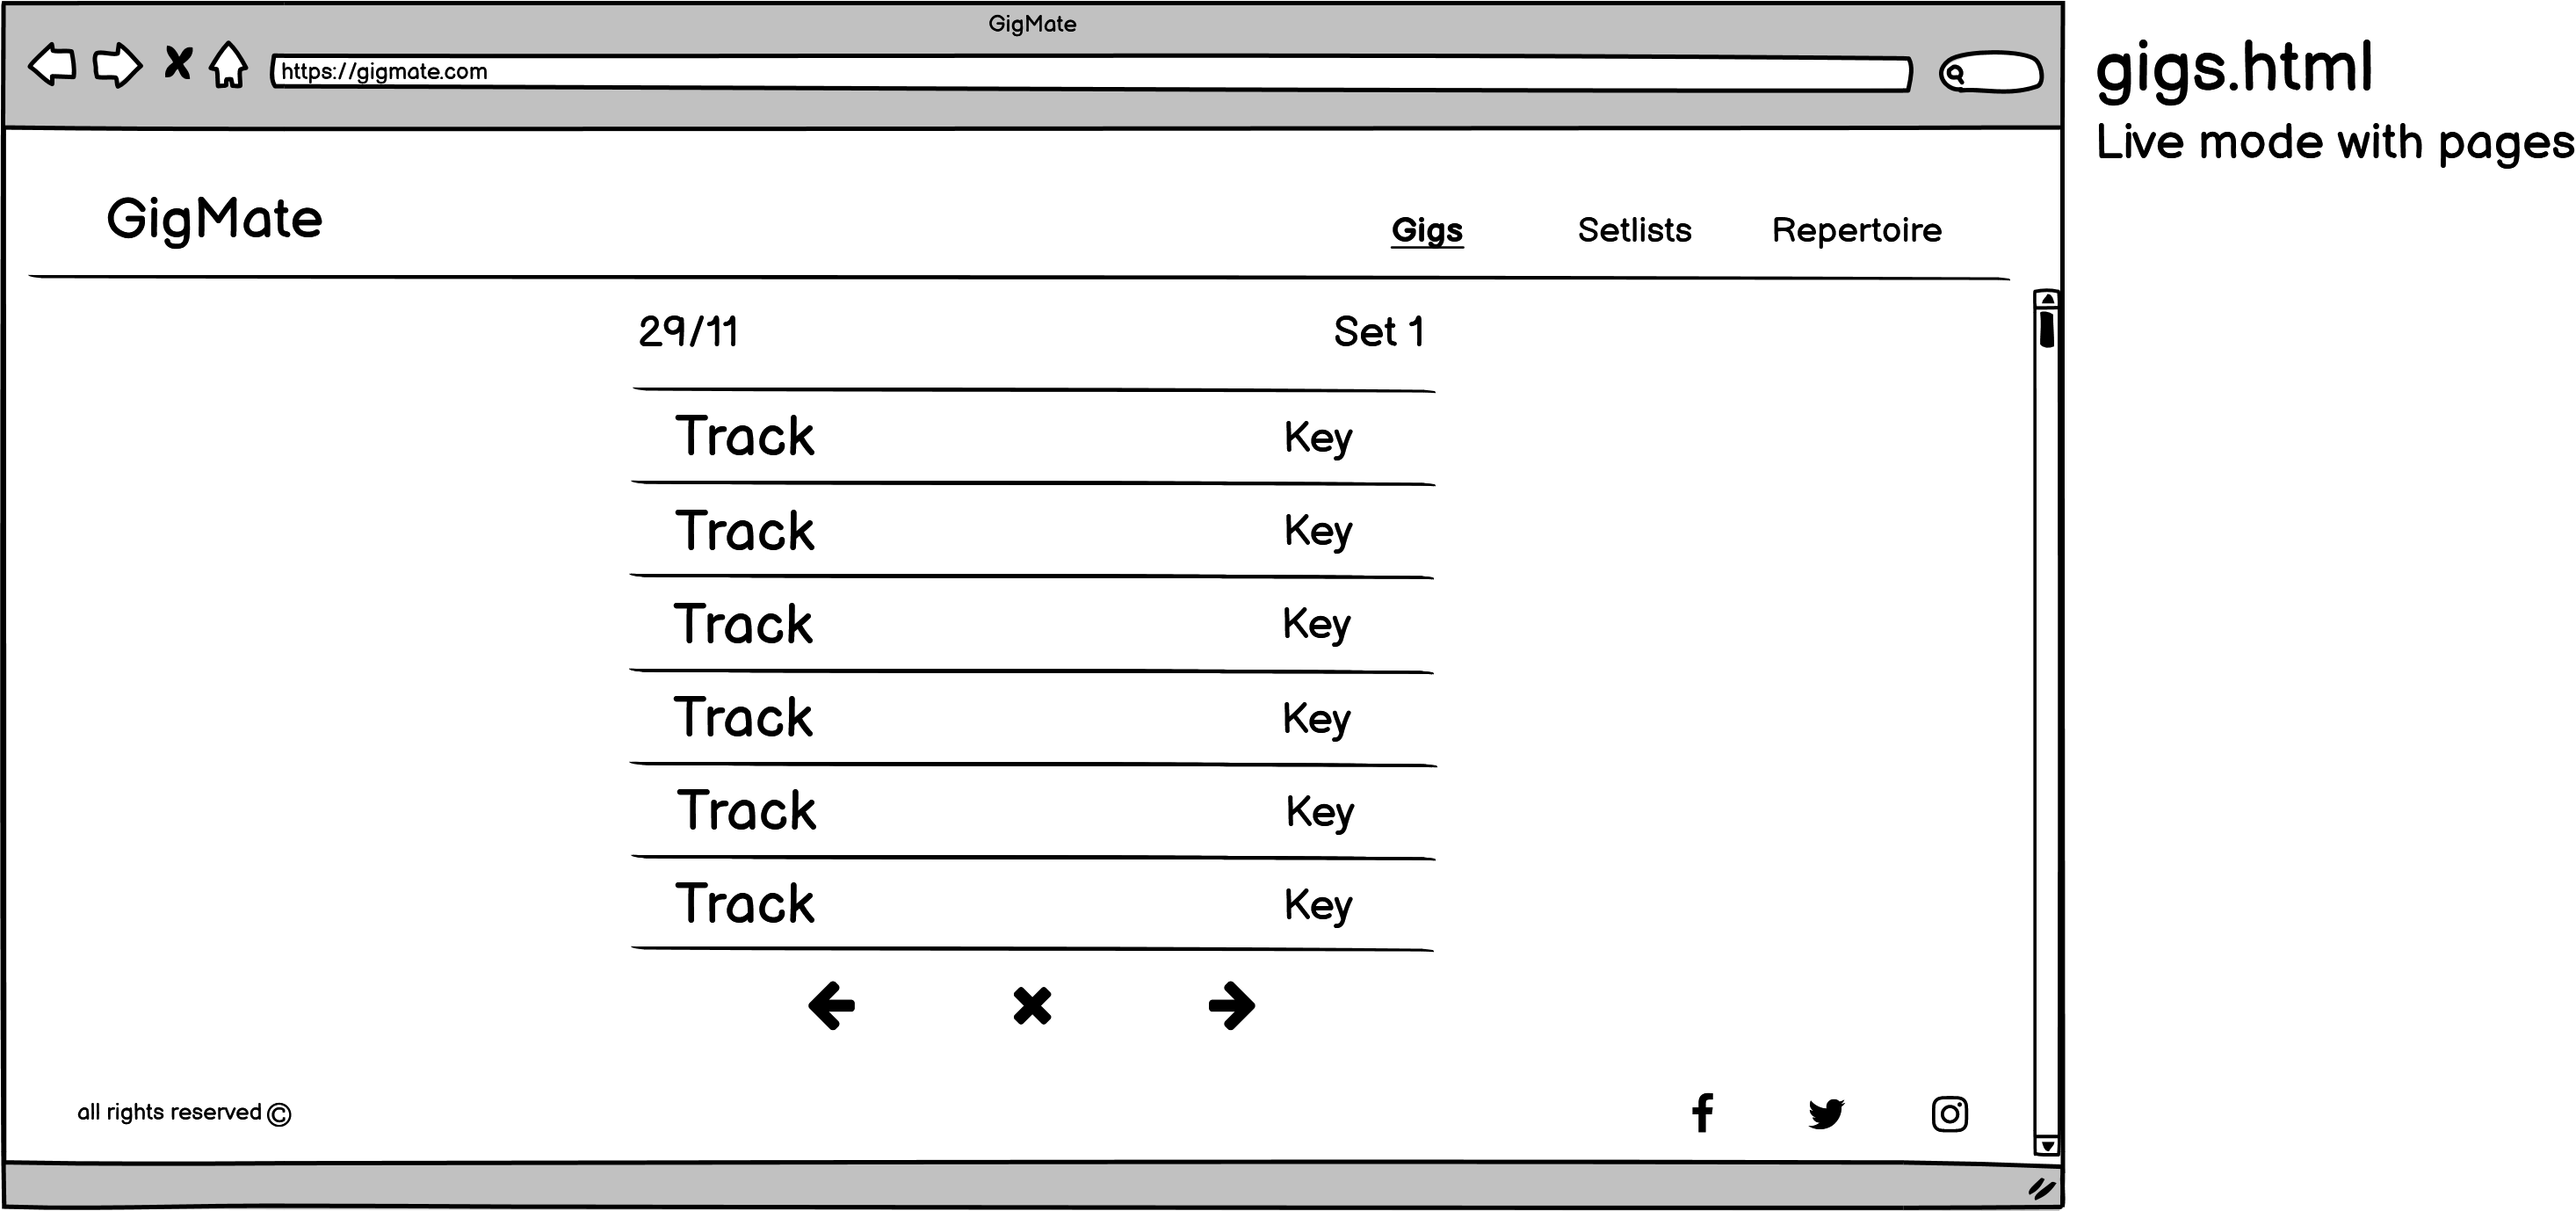 GigMate
https://gigmate.com
gigs.html
Live mode with pages
GigMate
Gigs Setlists Repertoire
29/11 Set 1
Track Key
Track Key
Track Key
Track Key
Track Key
Track Key
all rights reserved ©